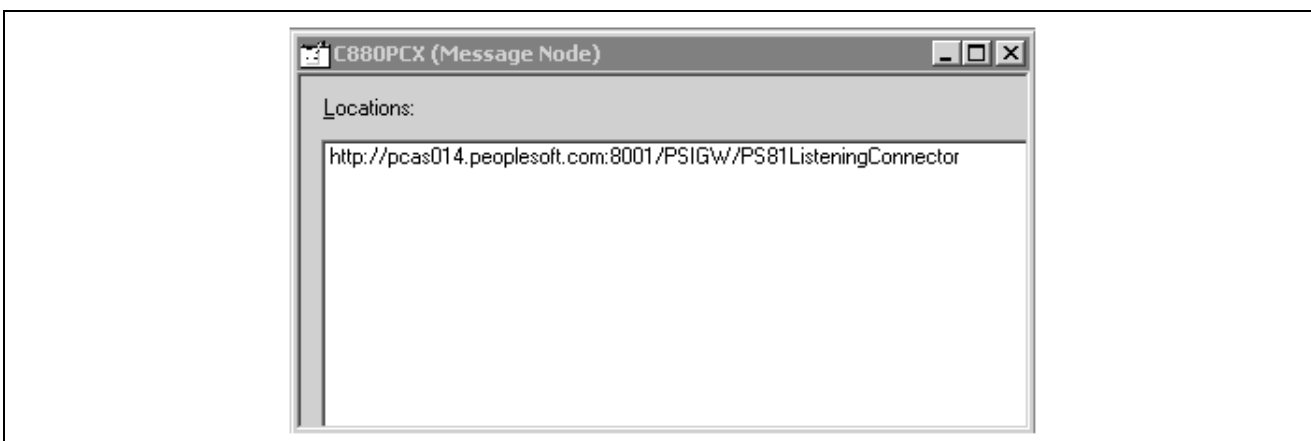 C880PCX (Message Node)
Locations:
http://pcas014.peoplesoft.com:8001/PSIGW/PS81ListeningConnector